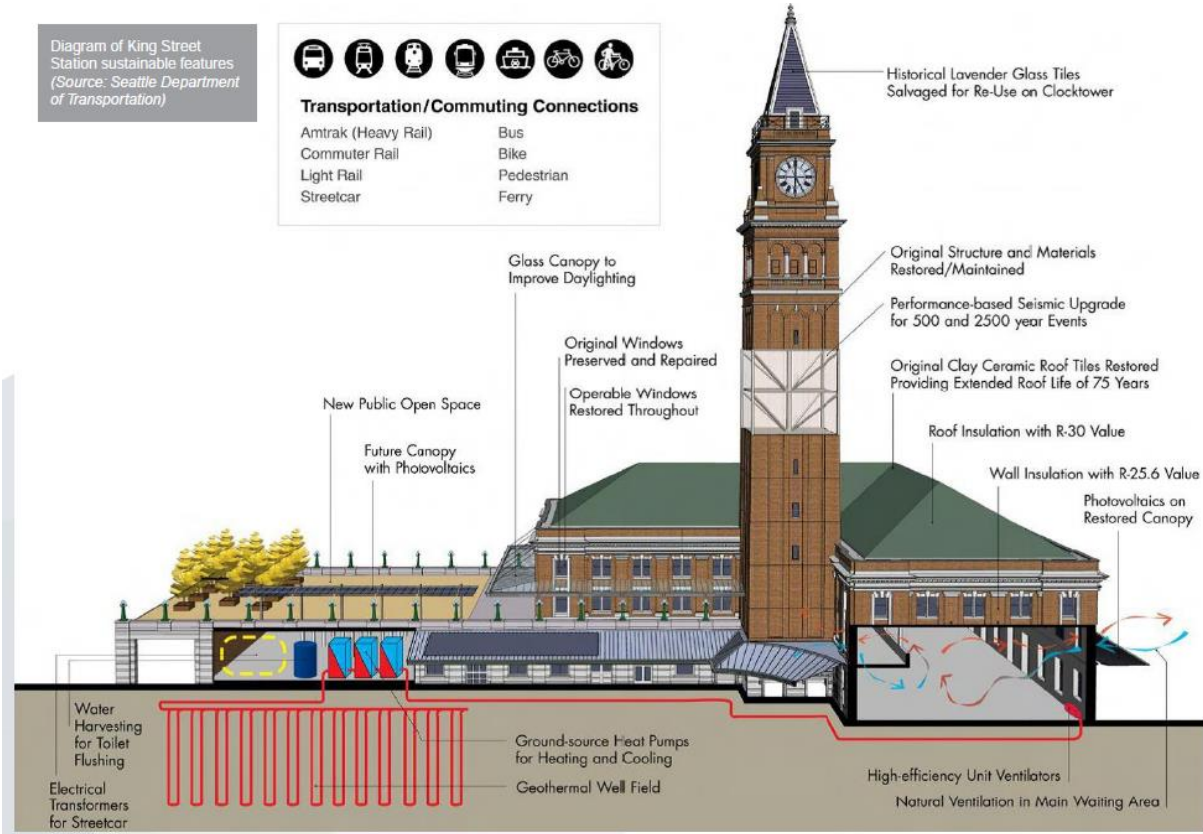 Diagram of King Street
Station sustainable features
(Source: Seattle Department
of Transportation)
Transportation/Commuting Connections
Amtrak (Heavy Rail)
Commuter Rail
Light Rail
Streetcar
Bus
Bike
Pedestrian
Ferry
Historical Lavender Glass Tiles
Salvaged for Re-Use on Clocktower
Glass Canopy to
Improve Daylighting
Original Structure and Materials
Restored/Maintained
Performance-based Seismic Upgrade
for 500 and 2500 year Events
Original Windows
Preserved and Repaired
Original Clay Ceramic Roof Tiles Restored
Providing Extended Roof Life of 75 Years
Operable Windows
Restored Throughout
New Public Open Space
Roof Insulation with R-30 Value
Future Canopy
with Photovoltaics
Wall Insulation with R-25.6 Value
Photovoltaics on
Restored Canopy
Water
Harvesting
for Toilet
Flushing
Ground-source Heat Pumps
for Heating and Cooling
Geothermal Well Field
High-efficiency Unit Ventilators
Natural Ventilation in Main Waiting Area
Electrical
Transformers
for Streetcar